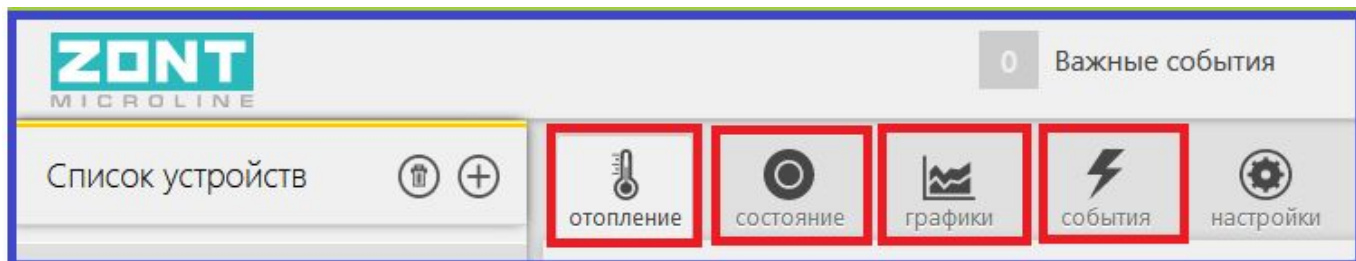 ZONT
MICROLINE
0 Важные события
Список устройств
отопление состояние графики события настройки